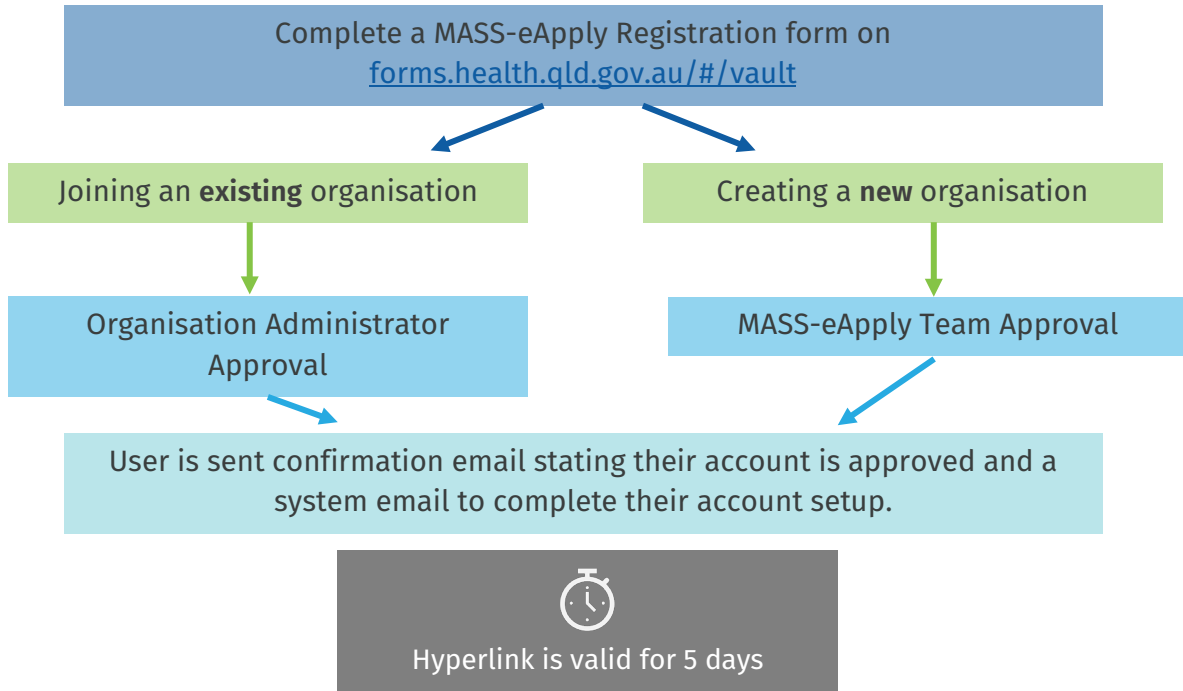 Complete a MASS-eApply Registration form on
forms.health.qld.gov.au/#/vault
Joining an existing organisation
Creating a new organisation
Organisation Administrator
Approval
MASS-eApply Team Approval
User is sent confirmation email stating their account is approved and a
system email to complete their account setup.
Hyperlink is valid for 5 days